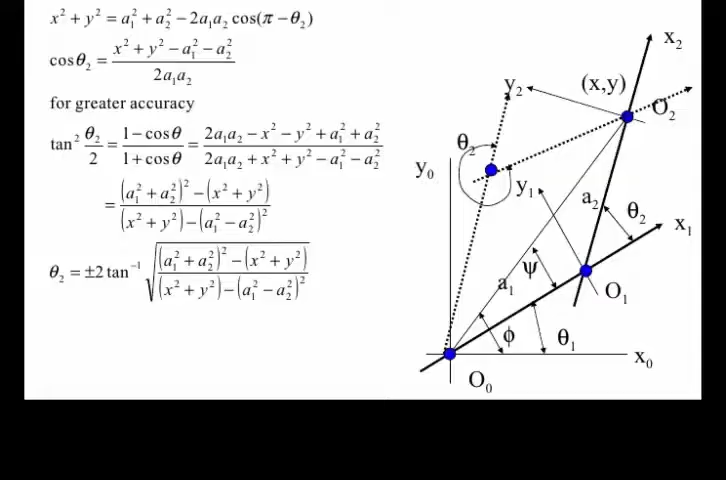 x² + y² = a₁² + a₂² − 2a₁a₂ cos(π − θ₂)
cos θ₂ = (x² + y² − a₁² − a₂²) / (2a₁a₂)
for greater accuracy
tan² (θ₂ / 2) = (1 − cos θ) / (1 + cos θ) = (2a₁a₂ − x² − y² + a₁² + a₂²) / (2a₁a₂ + x² + y² − a₁² − a₂²)
= ((a₁² + a₂²)² − (x² + y²)) / ((x² + y²) − (a₁² − a₂²)²)
θ₂ = ±2 tan⁻¹ √(((a₁² + a₂²)² − (x² + y²)) / ((x² + y²) − (a₁² − a₂²)²))
x₂
y₂
(x,y)
O₂
θ₂
y₀
y₁
a₂
θ₂
x₁
ψ
a₁
O₁
ϕ
θ₁
x₀
O₀